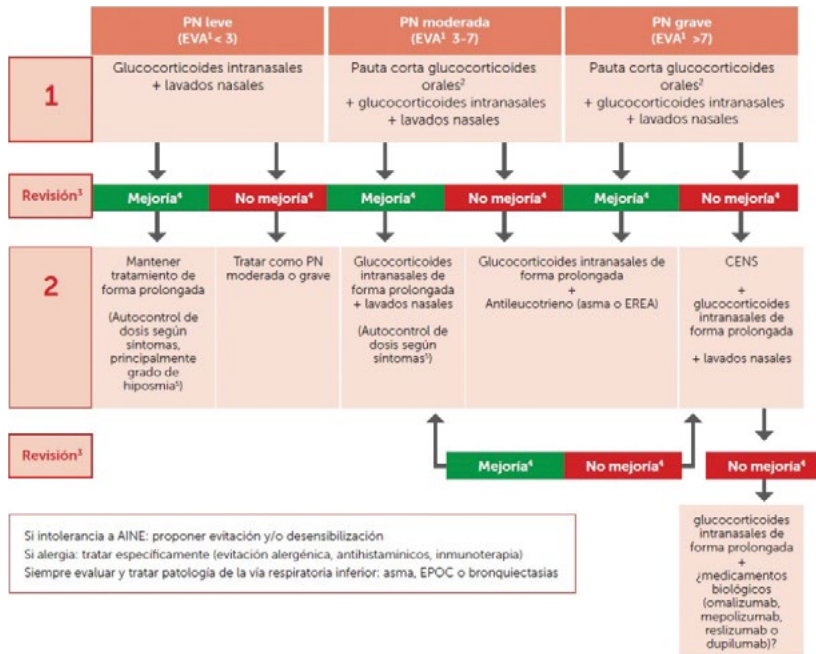 PN leve
(EVA¹ < 3)
PN moderada
(EVA¹ 3-7)
PN grave
(EVA¹ >7)
1
Glucocorticoides intranasales
+ lavados nasales
Pauta corta glucocorticoides
orales²
+ glucocorticoides intranasales
+ lavados nasales
Pauta corta glucocorticoides
orales²
+ glucocorticoides intranasales
+ lavados nasales
Revisión³
Mejoría⁴
No mejoría⁴
Mejoría⁴
No mejoría⁴
Mejoría⁴
No mejoría⁴
2
Mantener
tratamiento de
forma prolongada
(Autocontrol de
dosis según
síntomas,
principalmente
grado de
hiposmia⁵)
Tratar como PN
moderada o grave
Glucocorticoides
intranasales de
forma prolongada
+ lavados nasales
(Autocontrol de
dosis según
síntomas⁵)
Glucocorticoides intranasales de
forma prolongada
+
Antileucotrieno (asma o EREA)
CENS
+
glucocorticoides
intranasales de
forma prolongada
+ lavados nasales
Revisión³
Mejoría⁴
No mejoría⁴
No mejoría⁴
Si intolerancia a AINE: proponer evitación y/o desensibilización
Si alergia: tratar específicamente (evitación alergénica, antihistamínicos, inmunoterapia)
Siempre evaluar y tratar patología de la vía respiratoria inferior: asma, EPOC o bronquiectasias
glucocorticoides
intranasales de
forma prolongada
+
¿medicamentos
biológicos
(omalizumab,
mepolizumab,
reslizumab o
dupilumab)?